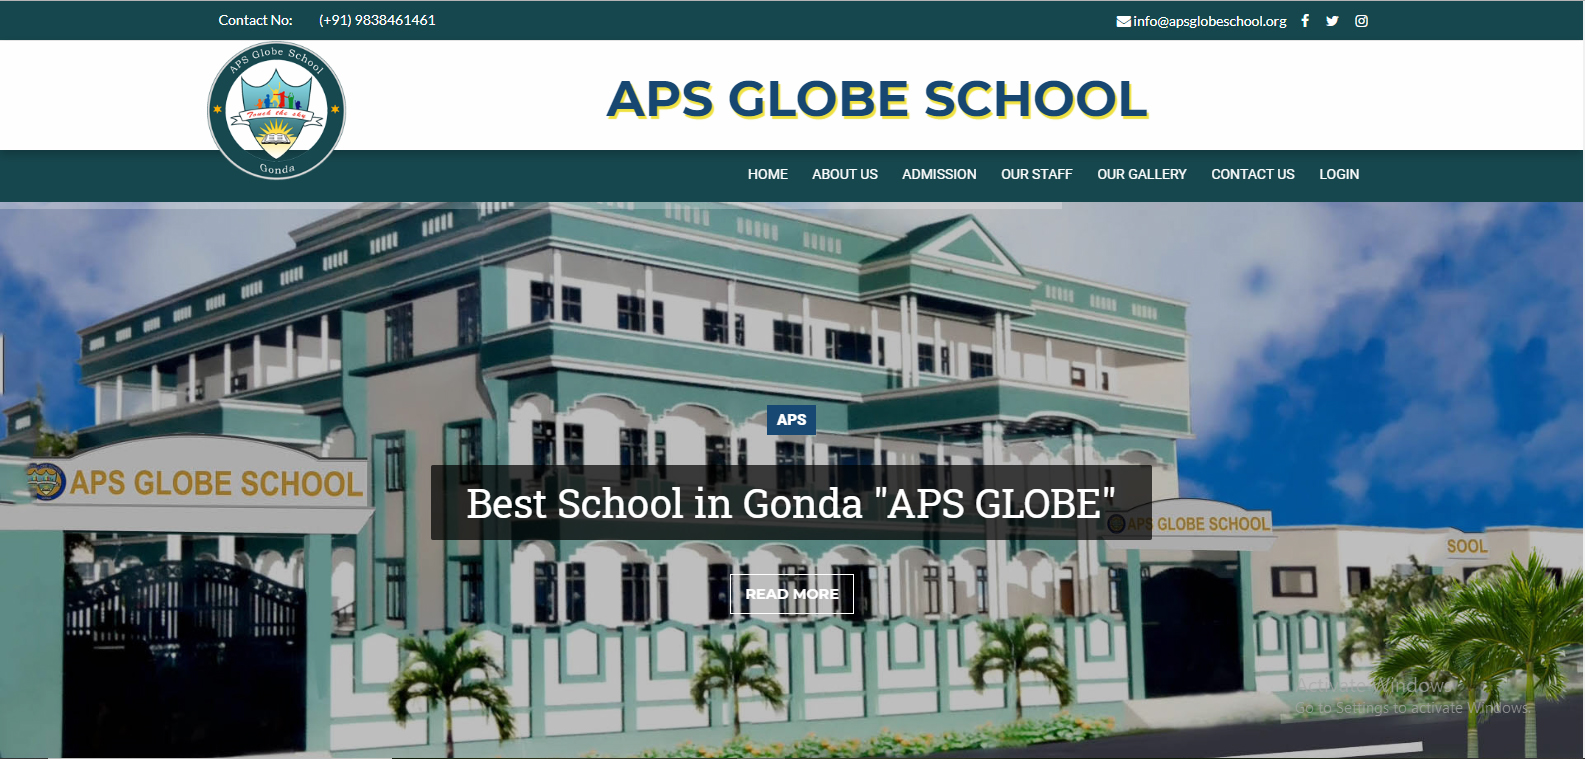 Contact No: (+91) 9838461461
info@apsglobeschool.org
APS Globe School
Touch the sky
Gonda
APS GLOBE SCHOOL
HOME ABOUT US ADMISSION OUR STAFF OUR GALLERY CONTACT US LOGIN
APS
APS GLOBE SCHOOL
Best School in Gonda "APS GLOBE"
APS GLOBE SCHOOL
SOOL
READ MORE
Activate Windows
Go to Settings to activate Windows.